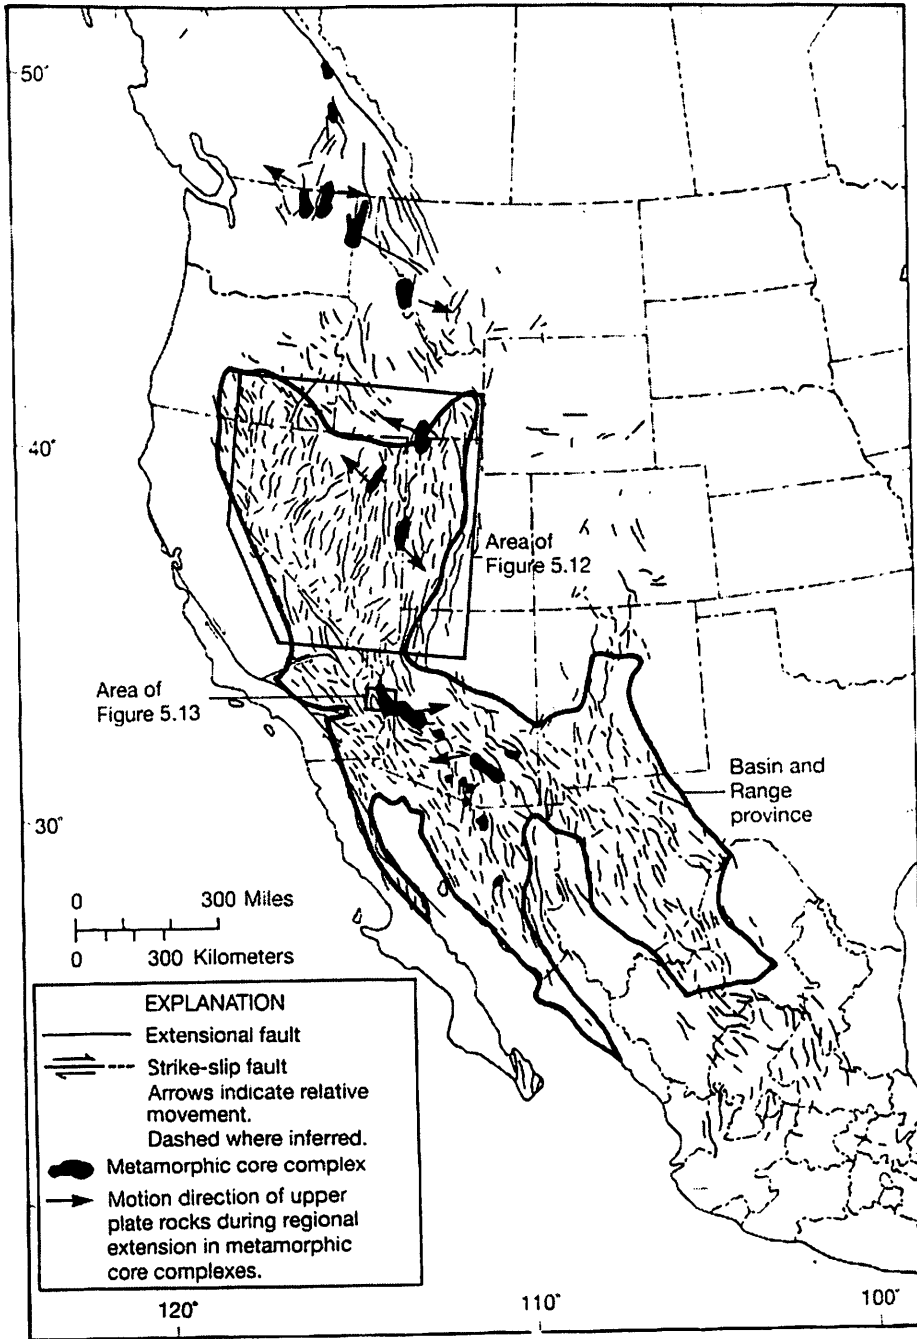 50°
40°
Area of
Figure 5.12
Area of
Figure 5.13
Basin and
Range
province
30°
0 300 Miles
0 300 Kilometers
EXPLANATION
Extensional fault
Strike-slip fault
Arrows indicate relative
movement.
Dashed where inferred.
Metamorphic core complex
Motion direction of upper
plate rocks during regional
extension in metamorphic
core complexes.
120° 110° 100°